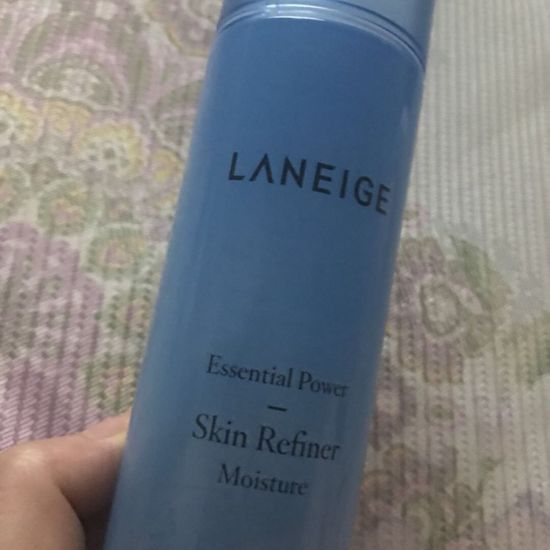 LANEIGE
Essential Power
Skin Refiner
Moisture